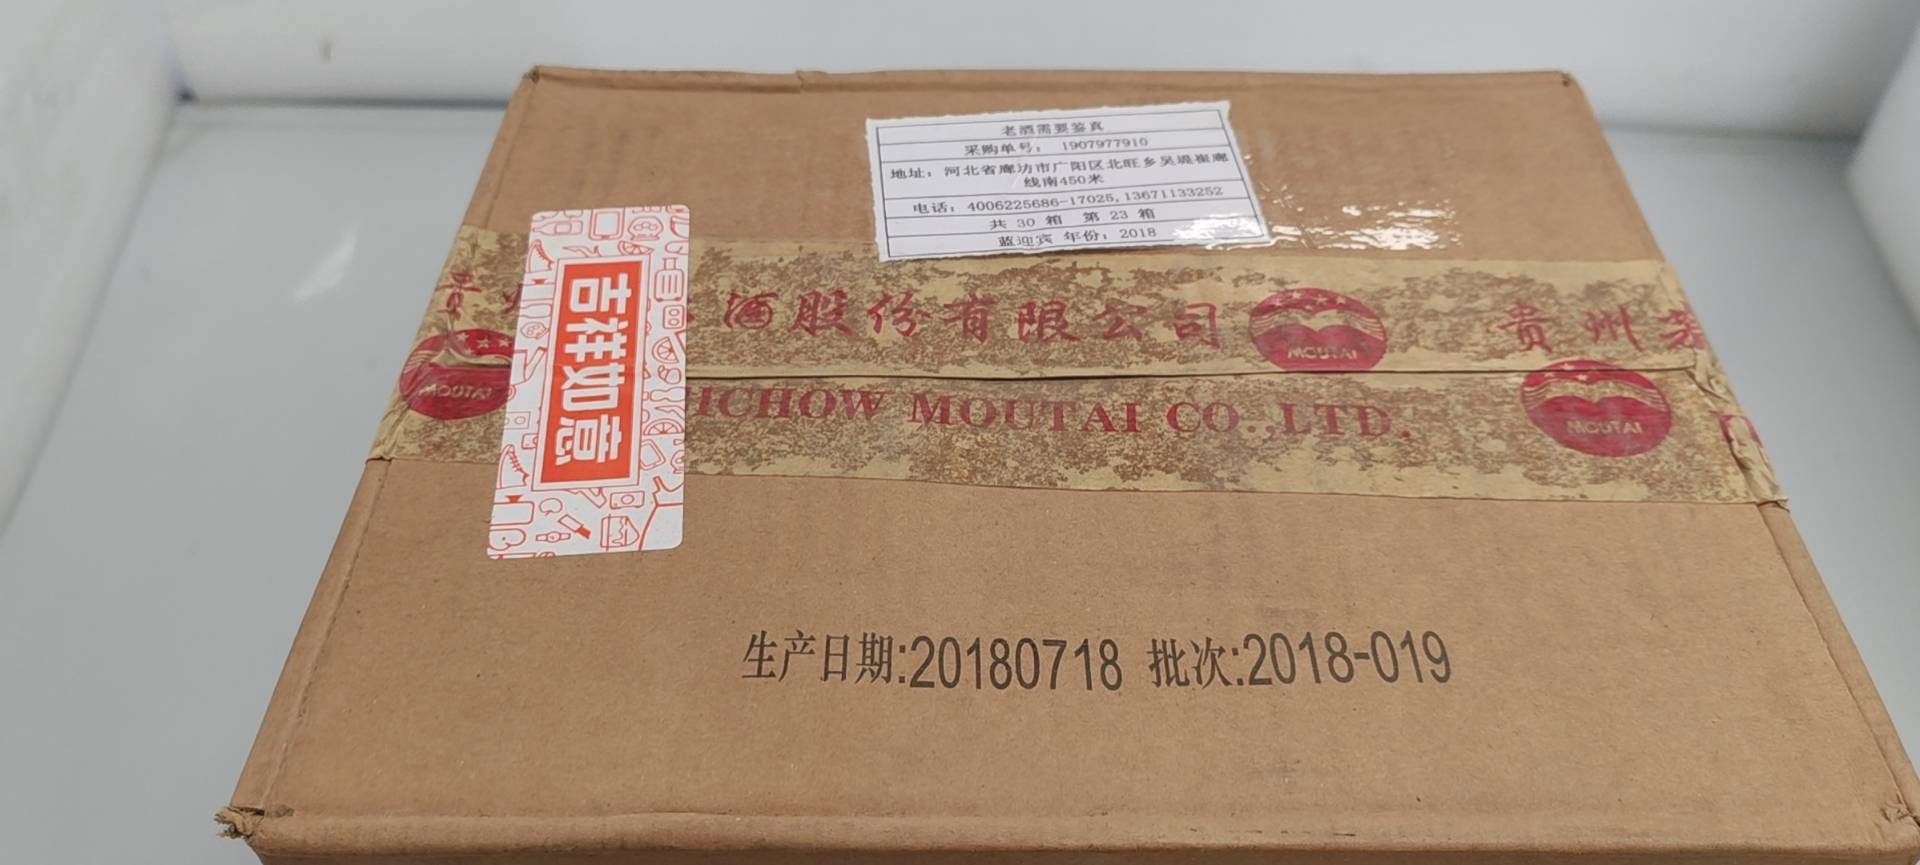 老酒需要鉴真
采购单号： 1907977910
地址：河北省廊坊市广阳区北旺乡吴堤崔廊
线南450米
电话：4006225686-17025,13671133252
共 30 箱 第 23 箱
蓝迎宾 年份：2018
吉祥如意
贵 酒股份有限公司
MOUTAI
贵州
MOUTAI
ICHOW MOUTAI CO.,LTD.
MOUTAI
生产日期:20180718 批次:2018-019